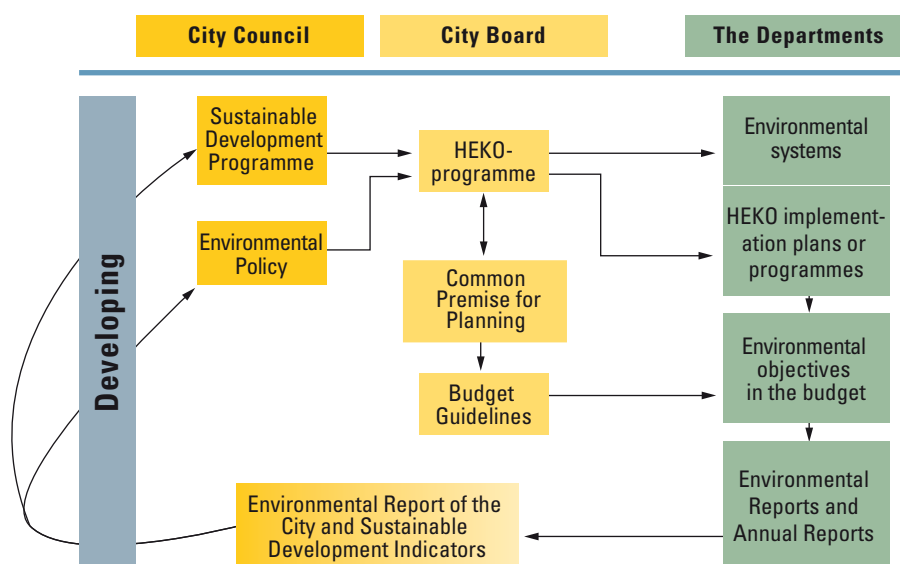 City Council
City Board
The Departments
Developing
Sustainable
Development
Programme
Environmental
Policy
HEKO-
programme
Common
Premise for
Planning
Budget
Guidelines
Environmental
systems
HEKO implement-
ation plans or
programmes
Environmental
objectives
in the budget
Environmental
Reports and
Annual Reports
Environmental Report of the
City and Sustainable
Development Indicators